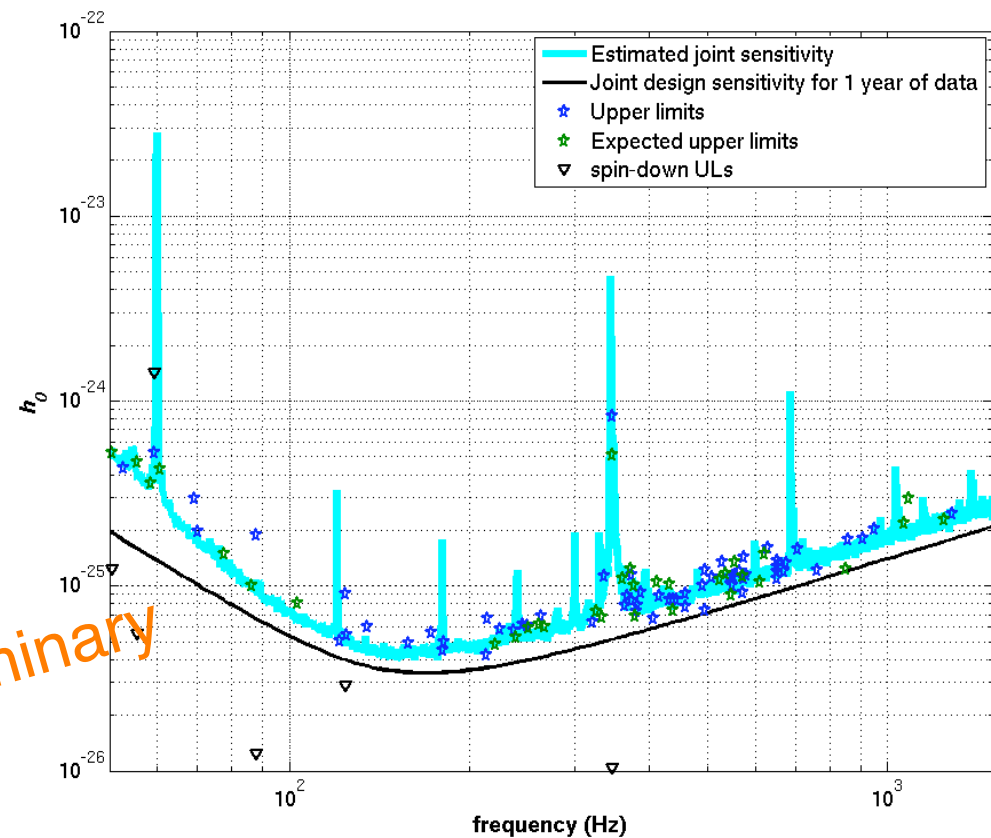 10^-22
Estimated joint sensitivity
Joint design sensitivity for 1 year of data
Upper limits
Expected upper limits
spin-down ULs
10^-23
10^-24
h_0
10^-25
minary
10^-26
10^2
10^3
frequency (Hz)